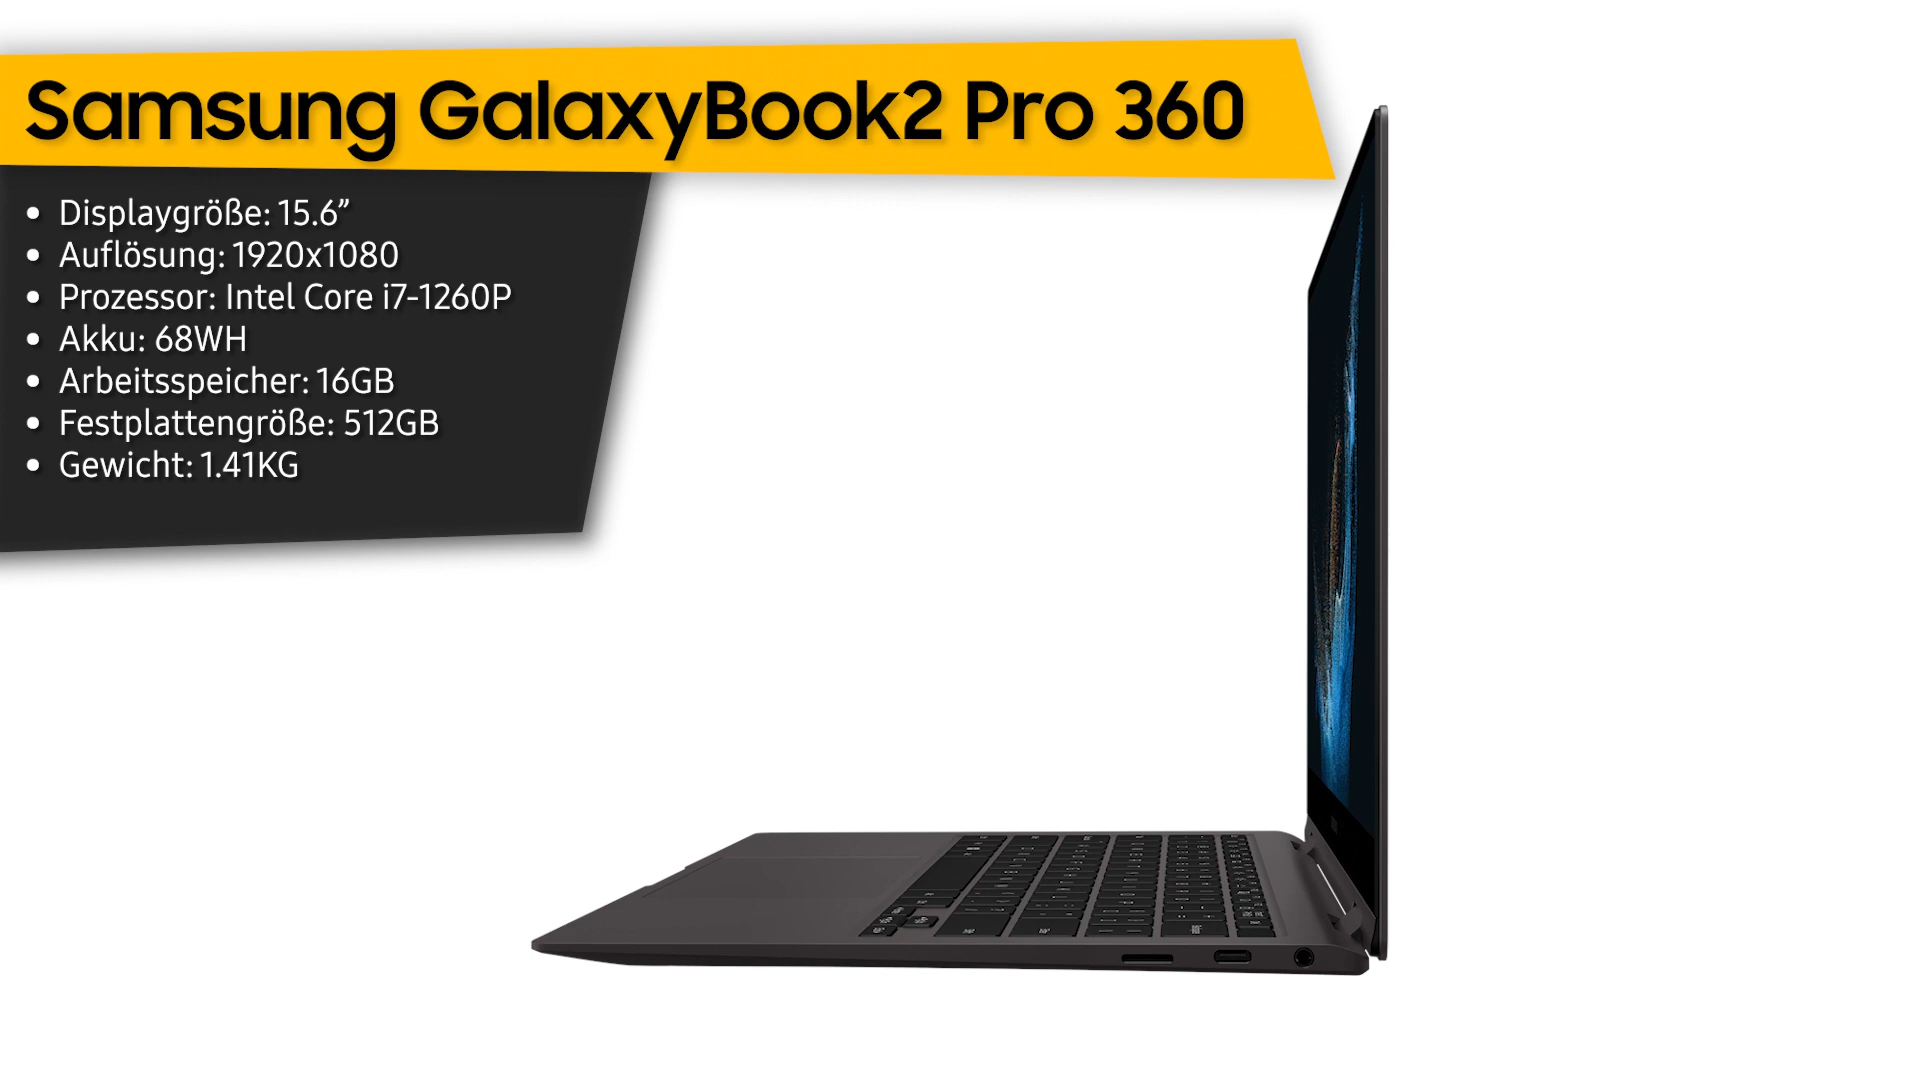 Samsung GalaxyBook2 Pro 360
• Displaygröße: 15.6”
• Auflösung: 1920x1080
• Prozessor: Intel Core i7-1260P
• Akku: 68WH
• Arbeitsspeicher: 16GB
• Festplattengröße: 512GB
• Gewicht: 1.41KG